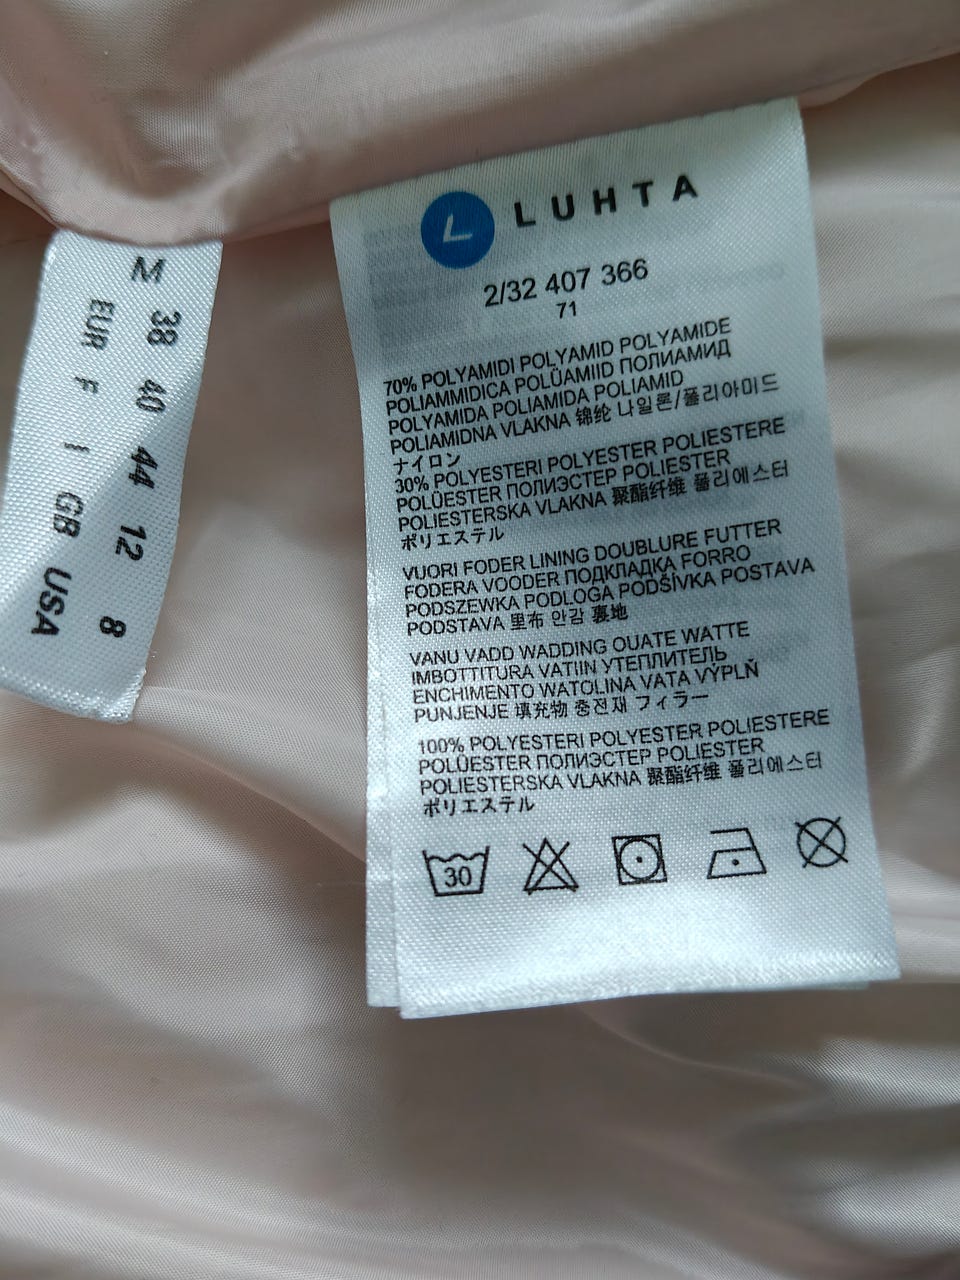 M
EUR 38
F 40
I 44
GB 12
USA 8
L LUHTA
2/32 407 366
71
70% POLYAMIDI POLYAMID POLYAMIDE
POLIAMMIDICA POLÜAMIID ПОЛИАМИД
POLYAMIDA POLIAMIDA POLIAMID
POLIAMIDNA VLAKNA 锦纶 나일론/폴리아미드
ナイロン
30% POLYESTERI POLYESTER POLIESTERE
POLÜESTER ПОЛИЭСТЕР POLIESTER
POLIESTERSKA VLAKNA 聚酯纤维 폴리에스터
ポリエステル
VUORI FODER LINING DOUBLURE FUTTER
FODERA VOODER ПОДКЛАДКА FORRO
PODSZEWKA PODLOGA PODŠÍVKA POSTAVA
PODSTAVA 里布 안감 裏地
VANU VADD WADDING OUATE WATTE
IMBOTTITURA VATIIN УТЕПЛИТЕЛЬ
ENCHIMENTO WATOLINA VATA VÝPLŇ
PUNJENJE 填充物 충전재 フィラー
100% POLYESTERI POLYESTER POLIESTERE
POLÜESTER ПОЛИЭСТЕР POLIESTER
POLIESTERSKA VLAKNA 聚酯纤维 폴리에스터
ポリエステル
30